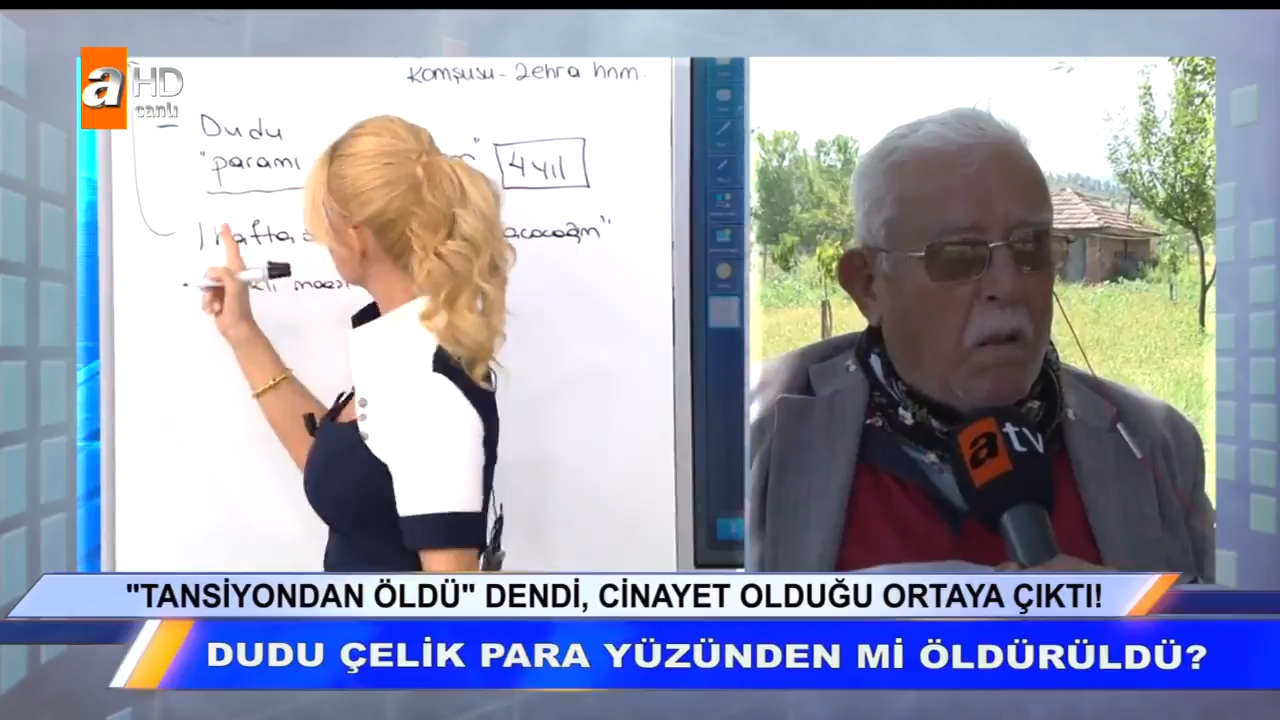 a HD
canlı
Komşusu - Zehra hnm.
Dudu
"paramı
4 yıl
1 hafta
atv
"TANSİYONDAN ÖLDÜ" DENDİ, CİNAYET OLDUĞU ORTAYA ÇIKTI!
DUDU ÇELİK PARA YÜZÜNDEN Mİ ÖLDÜRÜLDÜ?